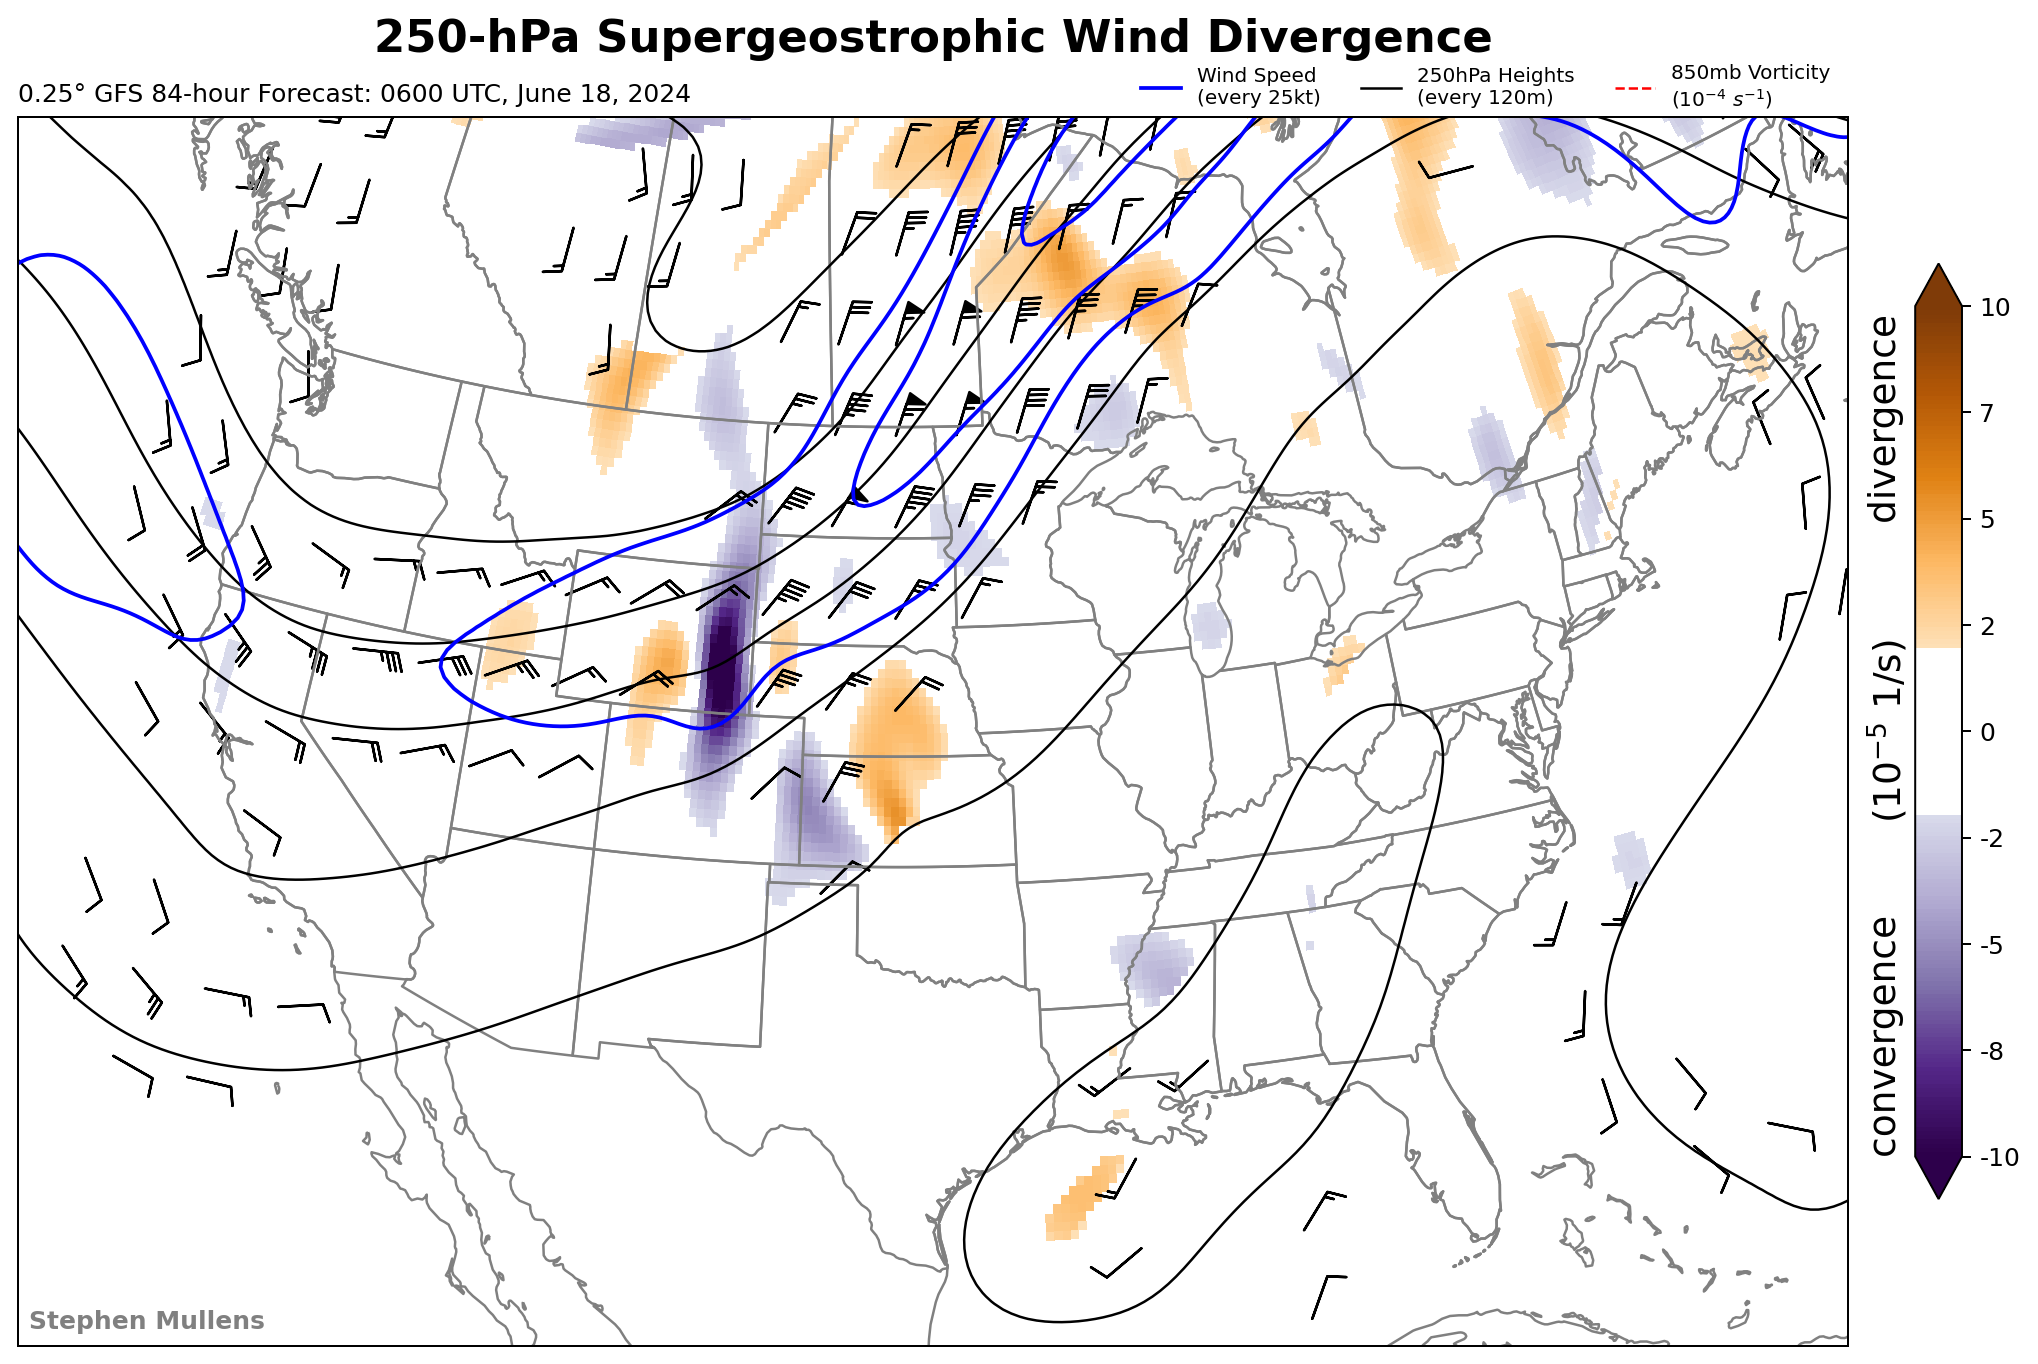 250-hPa Supergeostrophic Wind Divergence
0.25° GFS 84-hour Forecast: 0600 UTC, June 18, 2024
Wind Speed
(every 25kt)
250hPa Heights
(every 120m)
850mb Vorticity
(10⁻⁴ s⁻¹)
10
7
5
2
0
-2
-5
-8
-10
convergence (10⁻⁵ 1/s) divergence
Stephen Mullens